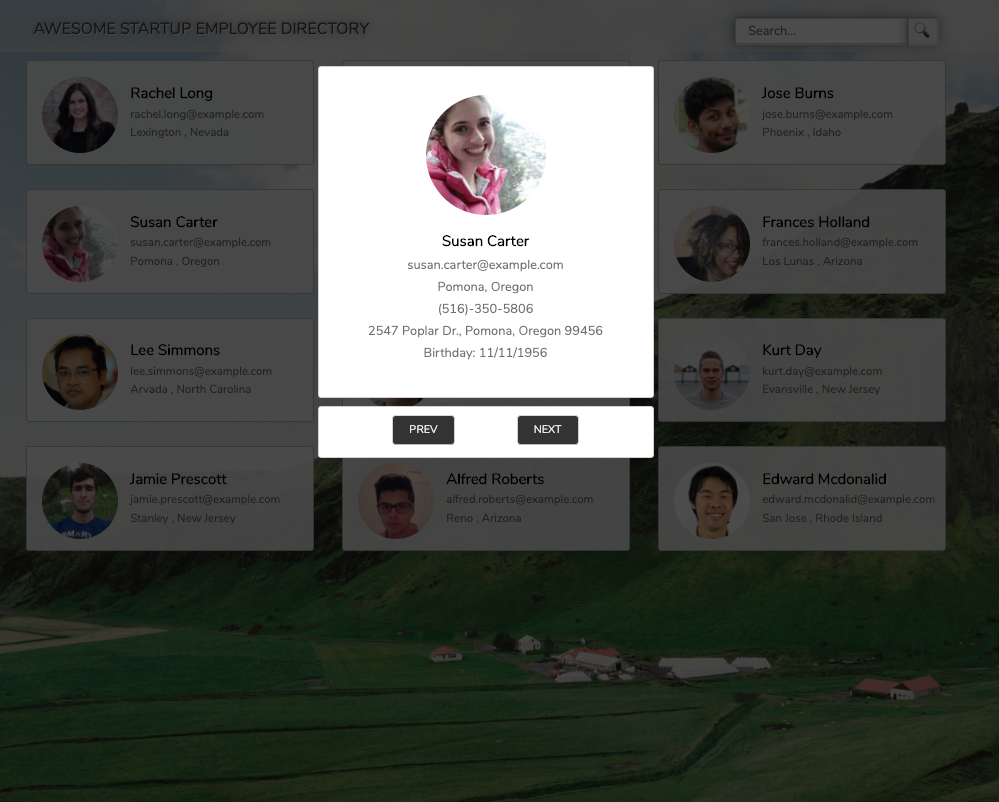 AWESOME STARTUP EMPLOYEE DIRECTORY
Search...
Rachel Long
rachel.long@example.com
Lexington , Nevada
Jose Burns
jose.burns@example.com
Phoenix , Idaho
Susan Carter
susan.carter@example.com
Pomona, Oregon
(516)-350-5806
2547 Poplar Dr., Pomona, Oregon 99456
Birthday: 11/11/1956
PREV
NEXT
Susan Carter
susan.carter@example.com
Pomona , Oregon
Frances Holland
frances.holland@example.com
Los Lunas , Arizona
Lee Simmons
lee.simmons@example.com
Arvada , North Carolina
Kurt Day
kurt.day@example.com
Evansville , New Jersey
Jamie Prescott
jamie.prescott@example.com
Stanley , New Jersey
Alfred Roberts
alfred.roberts@example.com
Reno , Arizona
Edward Mcdonalid
edward.mcdonalid@example.com
San Jose , Rhode Island